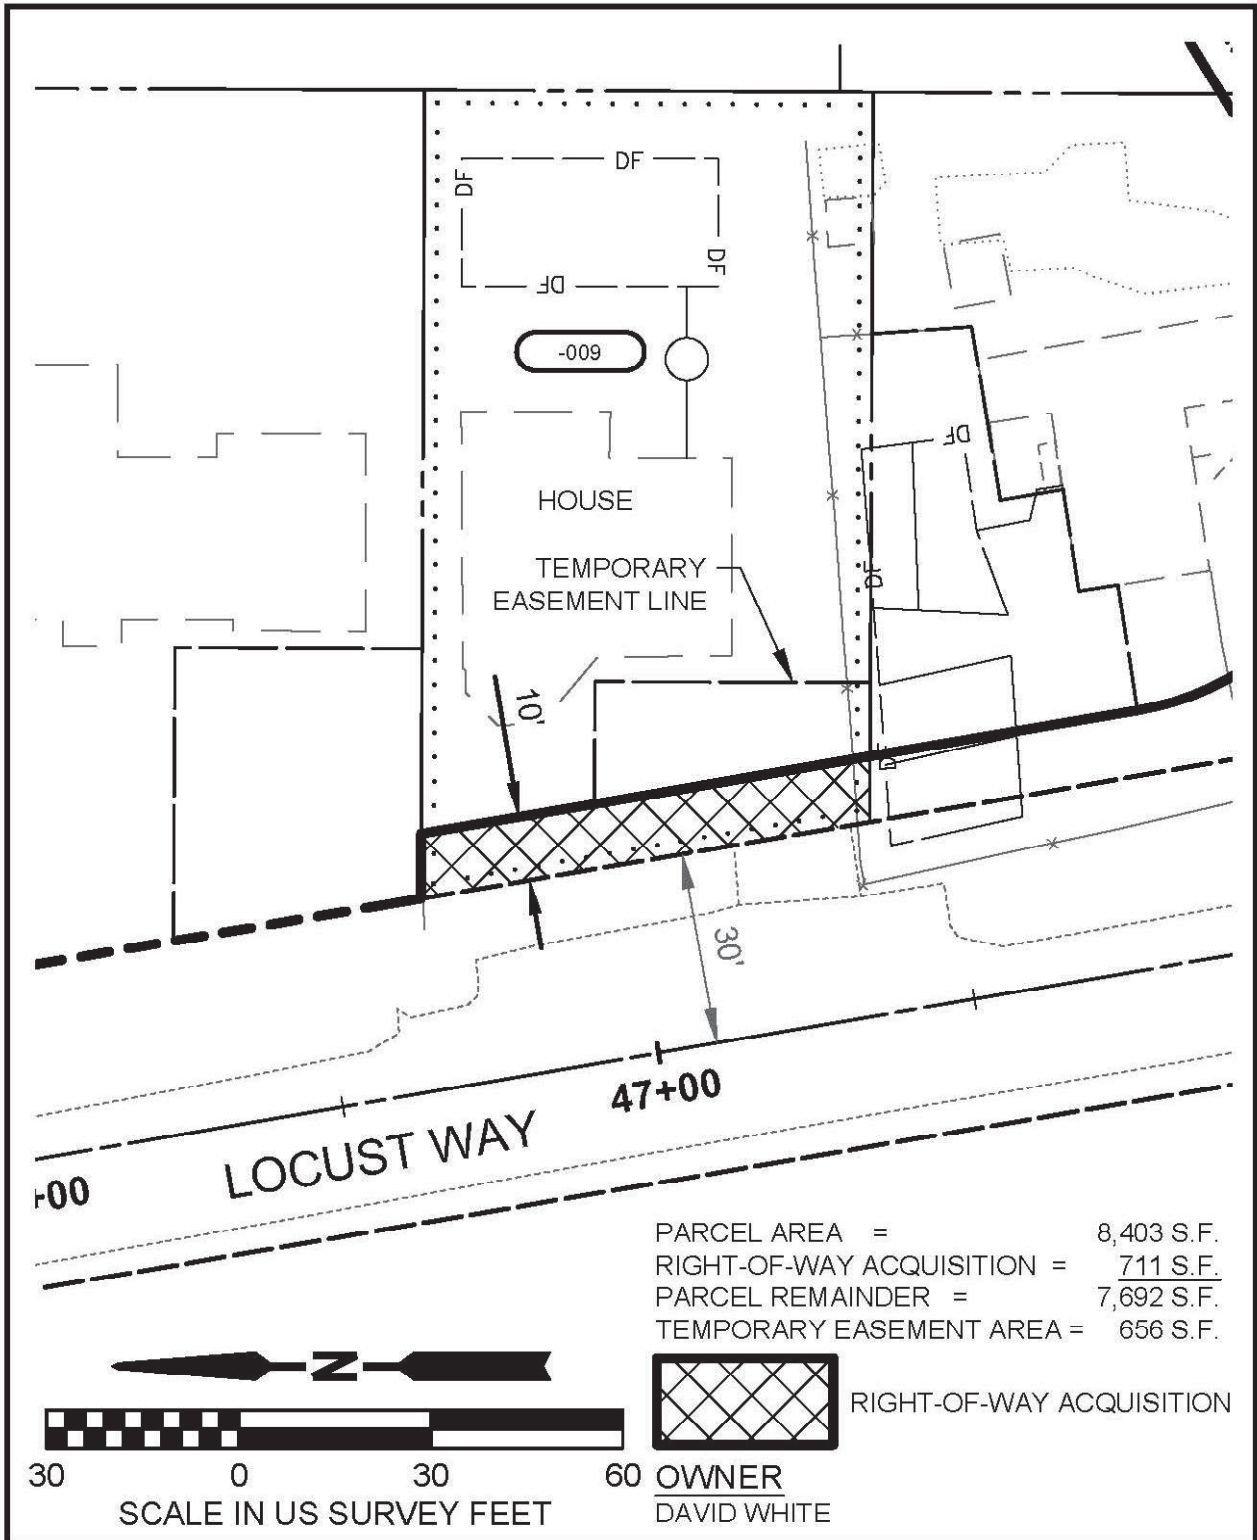 DF
DF
DF
DF
-009
DF
HOUSE
TEMPORARY
EASEMENT LINE
DF
10'
30'
47+00
LOCUST WAY
+00
PARCEL AREA = 8,403 S.F.
RIGHT-OF-WAY ACQUISITION = 711 S.F.
PARCEL REMAINDER = 7,692 S.F.
TEMPORARY EASEMENT AREA = 656 S.F.
N
RIGHT-OF-WAY ACQUISITION
30 0 30 60
SCALE IN US SURVEY FEET
OWNER
DAVID WHITE